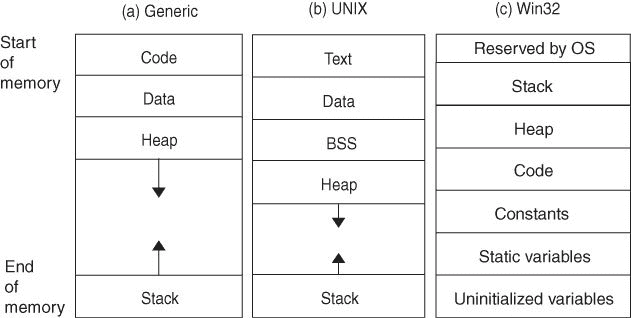 (a) Generic
(b) UNIX
(c) Win32
Start
of
memory
End
of
memory
Code
Data
Heap
Stack
Text
Data
BSS
Heap
Stack
Reserved by OS
Stack
Heap
Code
Constants
Static variables
Uninitialized variables